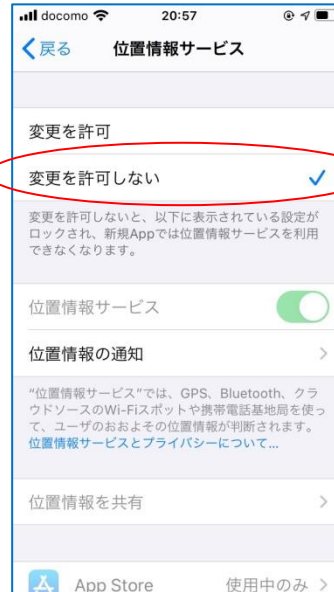 docomo 20:57
戻る 位置情報サービス
変更を許可
変更を許可しない
変更を許可しないと、以下に表示されている設定が
ロックされ、新規Appでは位置情報サービスを利用
できなくなります。
位置情報サービス
位置情報の通知
“位置情報サービス”では、GPS、Bluetooth、クラ
ウドソースのWi-Fiスポットや携帯電話基地局を使っ
て、ユーザのおおよその位置情報が判断されます。
位置情報サービスとプライバシーについて...
位置情報を共有
App Store 使用中のみ